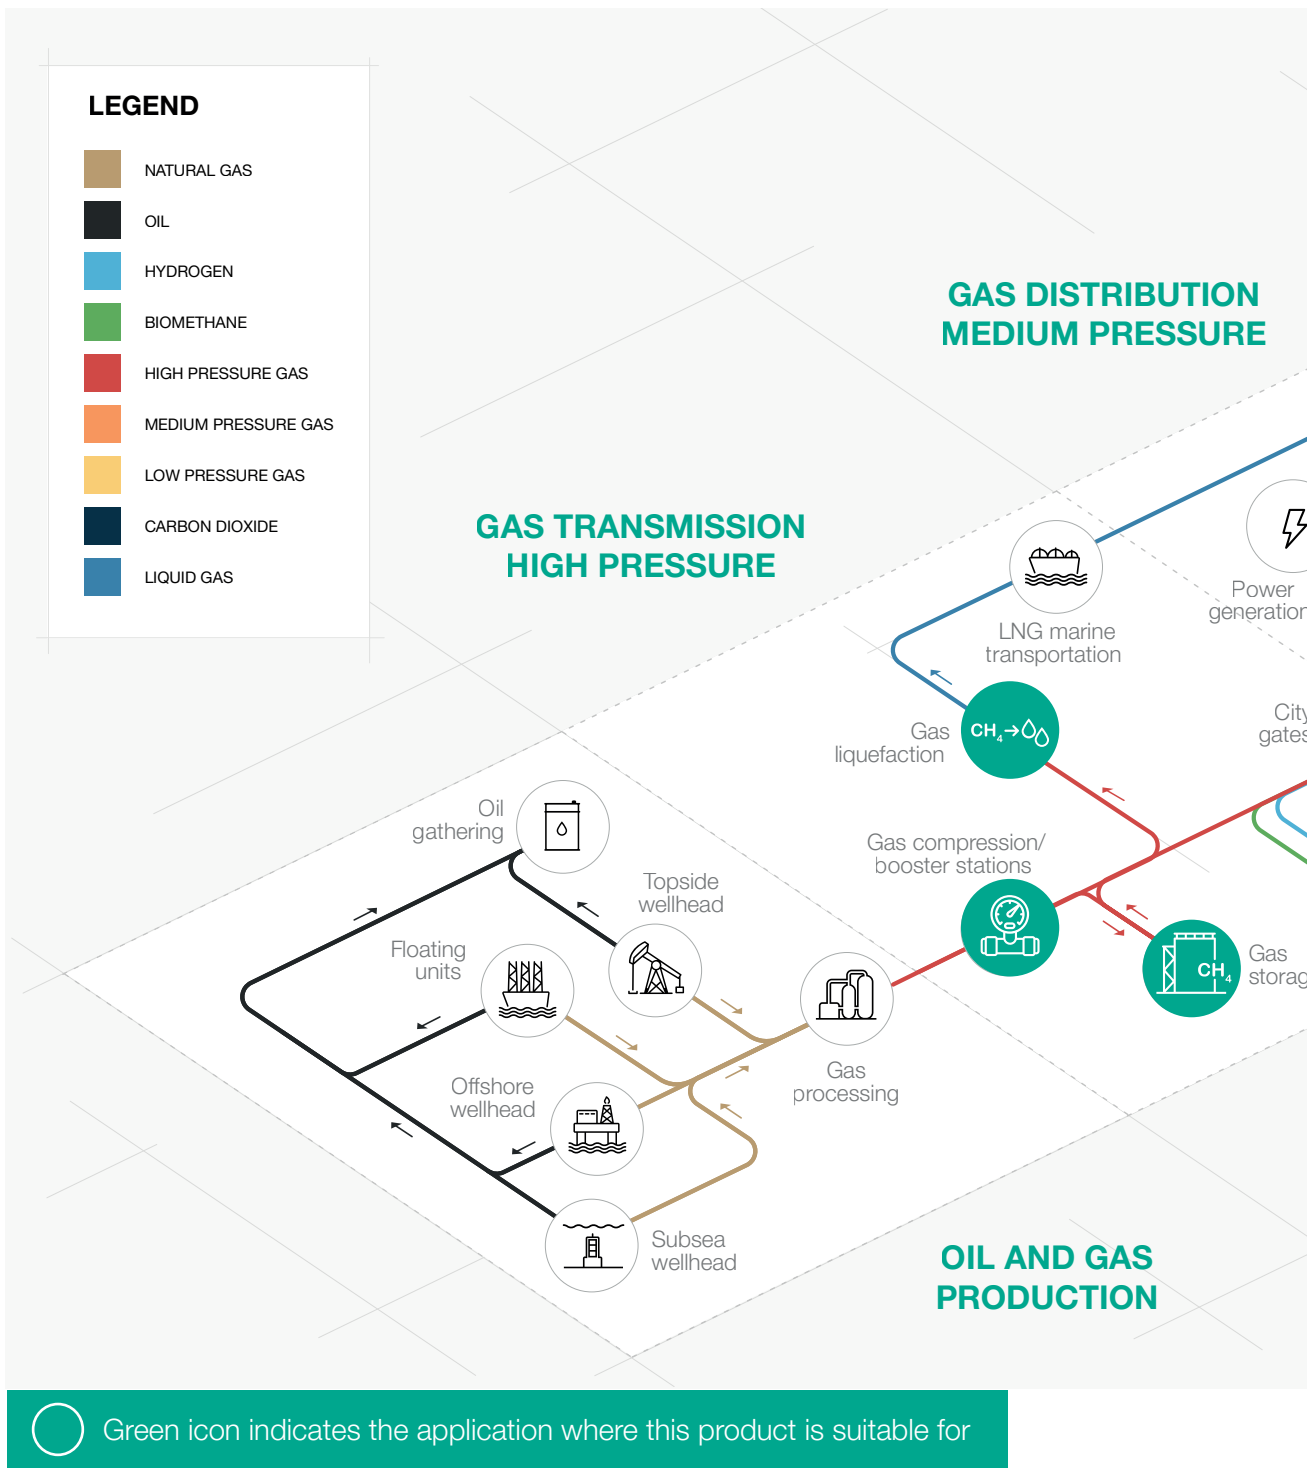 LEGEND
NATURAL GAS
OIL
HYDROGEN
BIOMETHANE
HIGH PRESSURE GAS
MEDIUM PRESSURE GAS
LOW PRESSURE GAS
CARBON DIOXIDE
LIQUID GAS
GAS DISTRIBUTION
MEDIUM PRESSURE
GAS TRANSMISSION
HIGH PRESSURE
Power
generation
LNG marine
transportation
City
gates
Gas
liquefaction
CH4
Oil
gathering
Gas compression/
booster stations
Topside
wellhead
Floating
units
Gas
storag
CH4
Gas
processing
Offshore
wellhead
Subsea
wellhead
OIL AND GAS
PRODUCTION
Green icon indicates the application where this product is suitable for